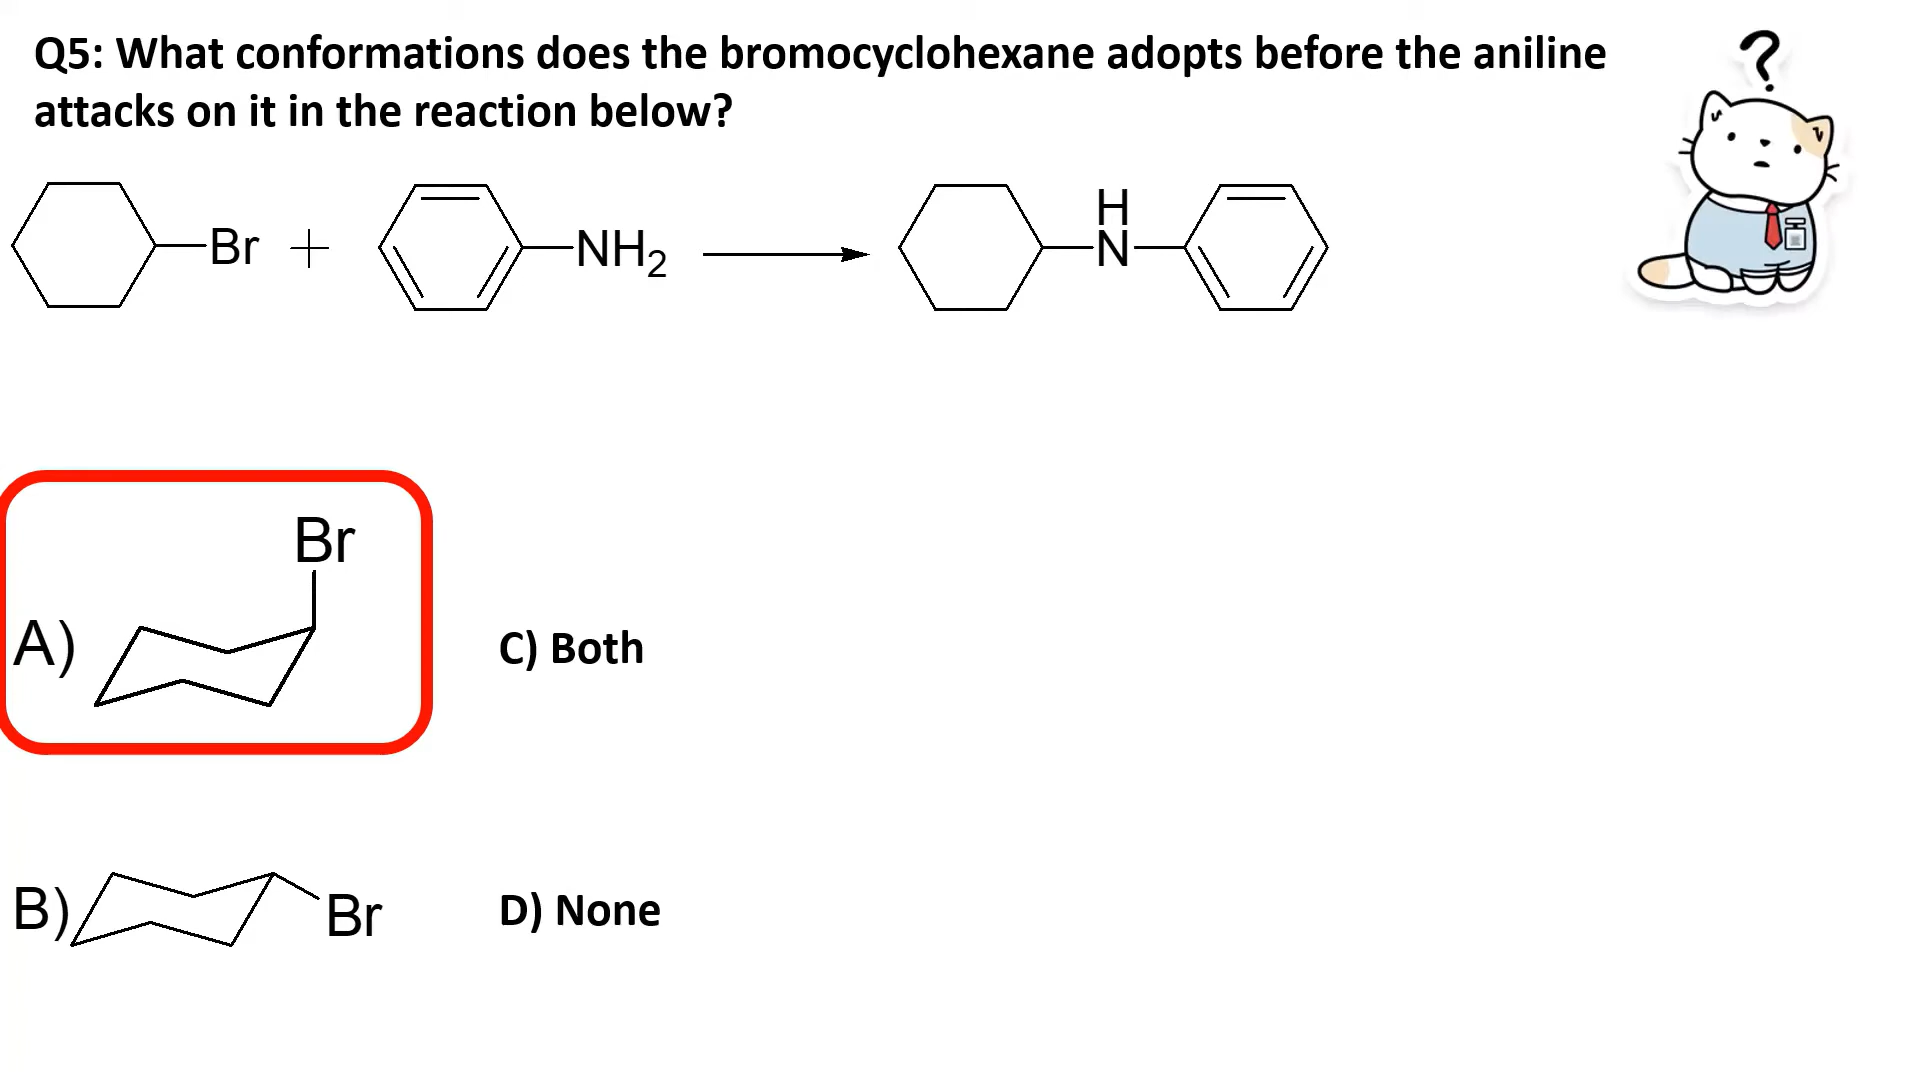 Q5: What conformations does the bromocyclohexane adopts before the aniline
attacks on it in the reaction below?
?
Br + NH2 H
N
Br
A)
C) Both
B) Br
D) None